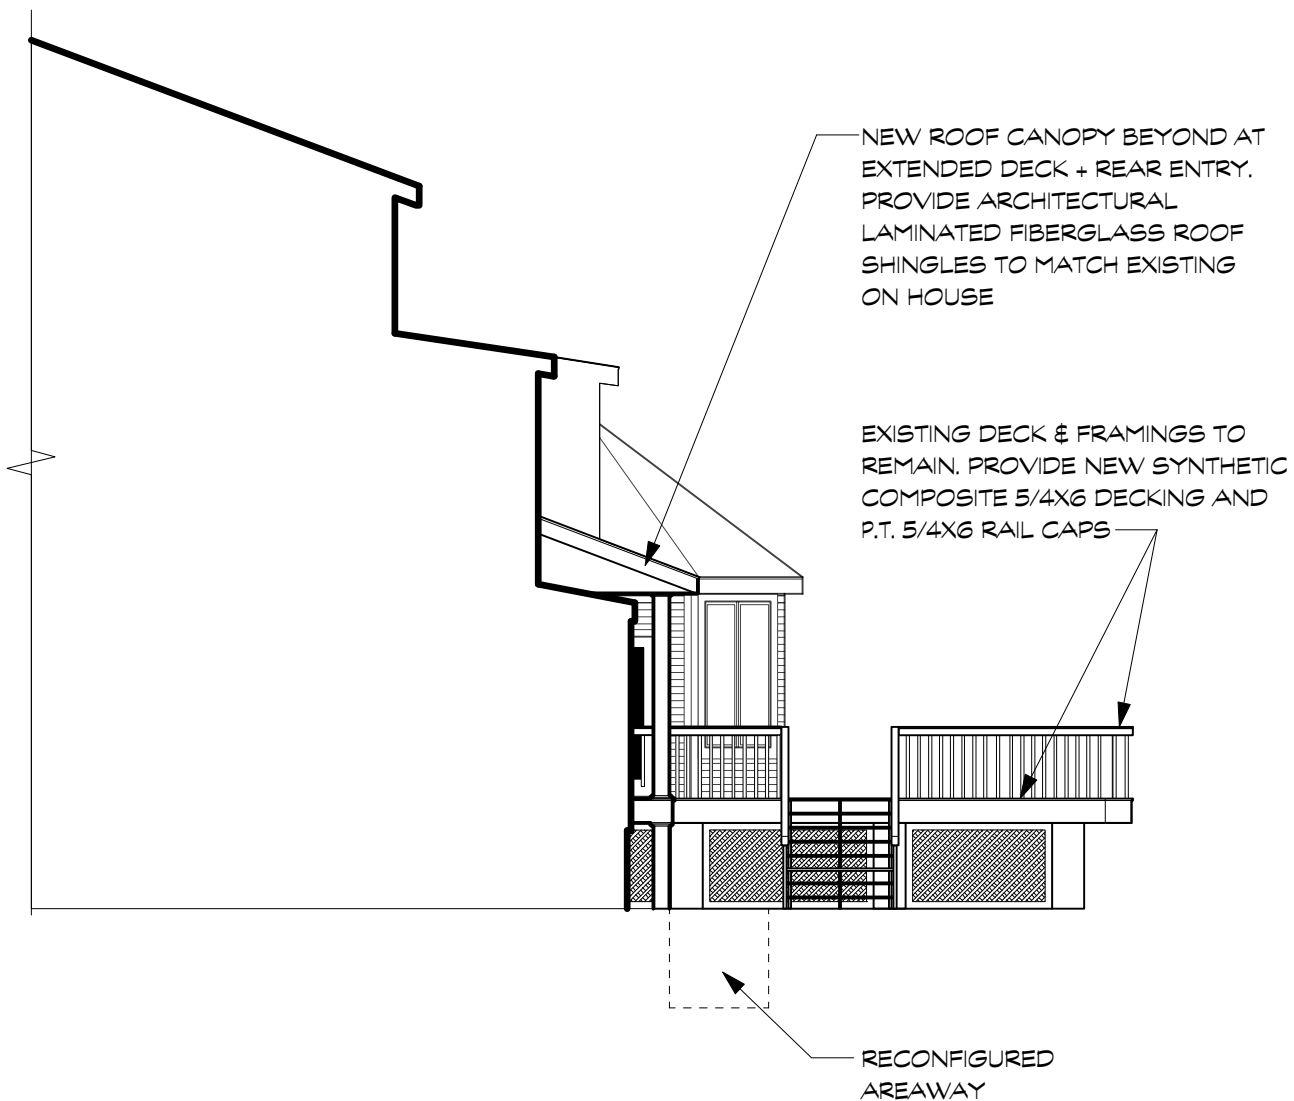 NEW ROOF CANOPY BEYOND AT
EXTENDED DECK + REAR ENTRY.
PROVIDE ARCHITECTURAL
LAMINATED FIBERGLASS ROOF
SHINGLES TO MATCH EXISTING
ON HOUSE
EXISTING DECK & FRAMINGS TO
REMAIN. PROVIDE NEW SYNTHETIC
COMPOSITE 5/4X6 DECKING AND
P.T. 5/4X6 RAIL CAPS
RECONFIGURED
AREAWAY